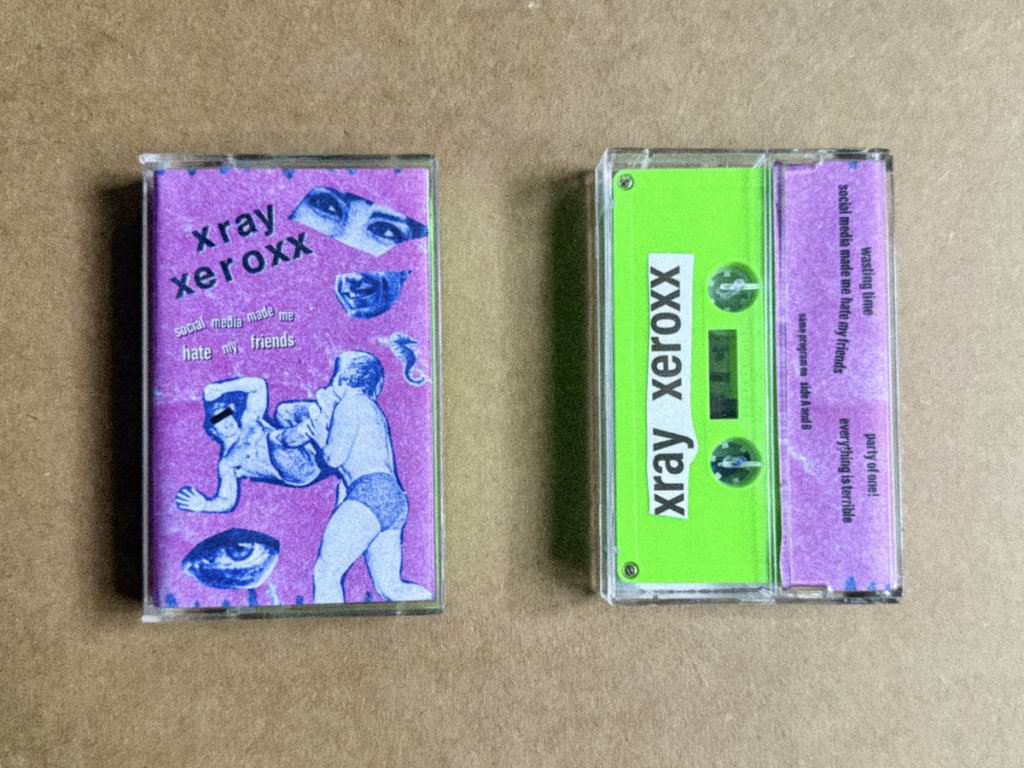 xray
xeroxx
social media made me
hate my friends
xray xeroxx
wasting time
social media made me hate my friends
same program on side A and B
party of one!
everything is terrible